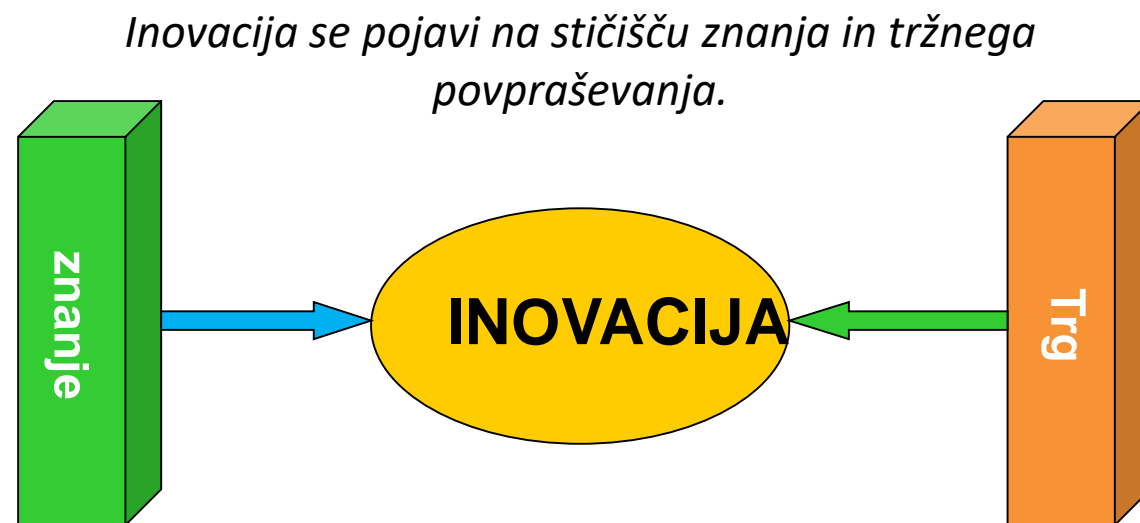 Inovacija se pojavi na stičišču znanja in tržnega
povpraševanja.
znanje
INOVACIJA
Trg